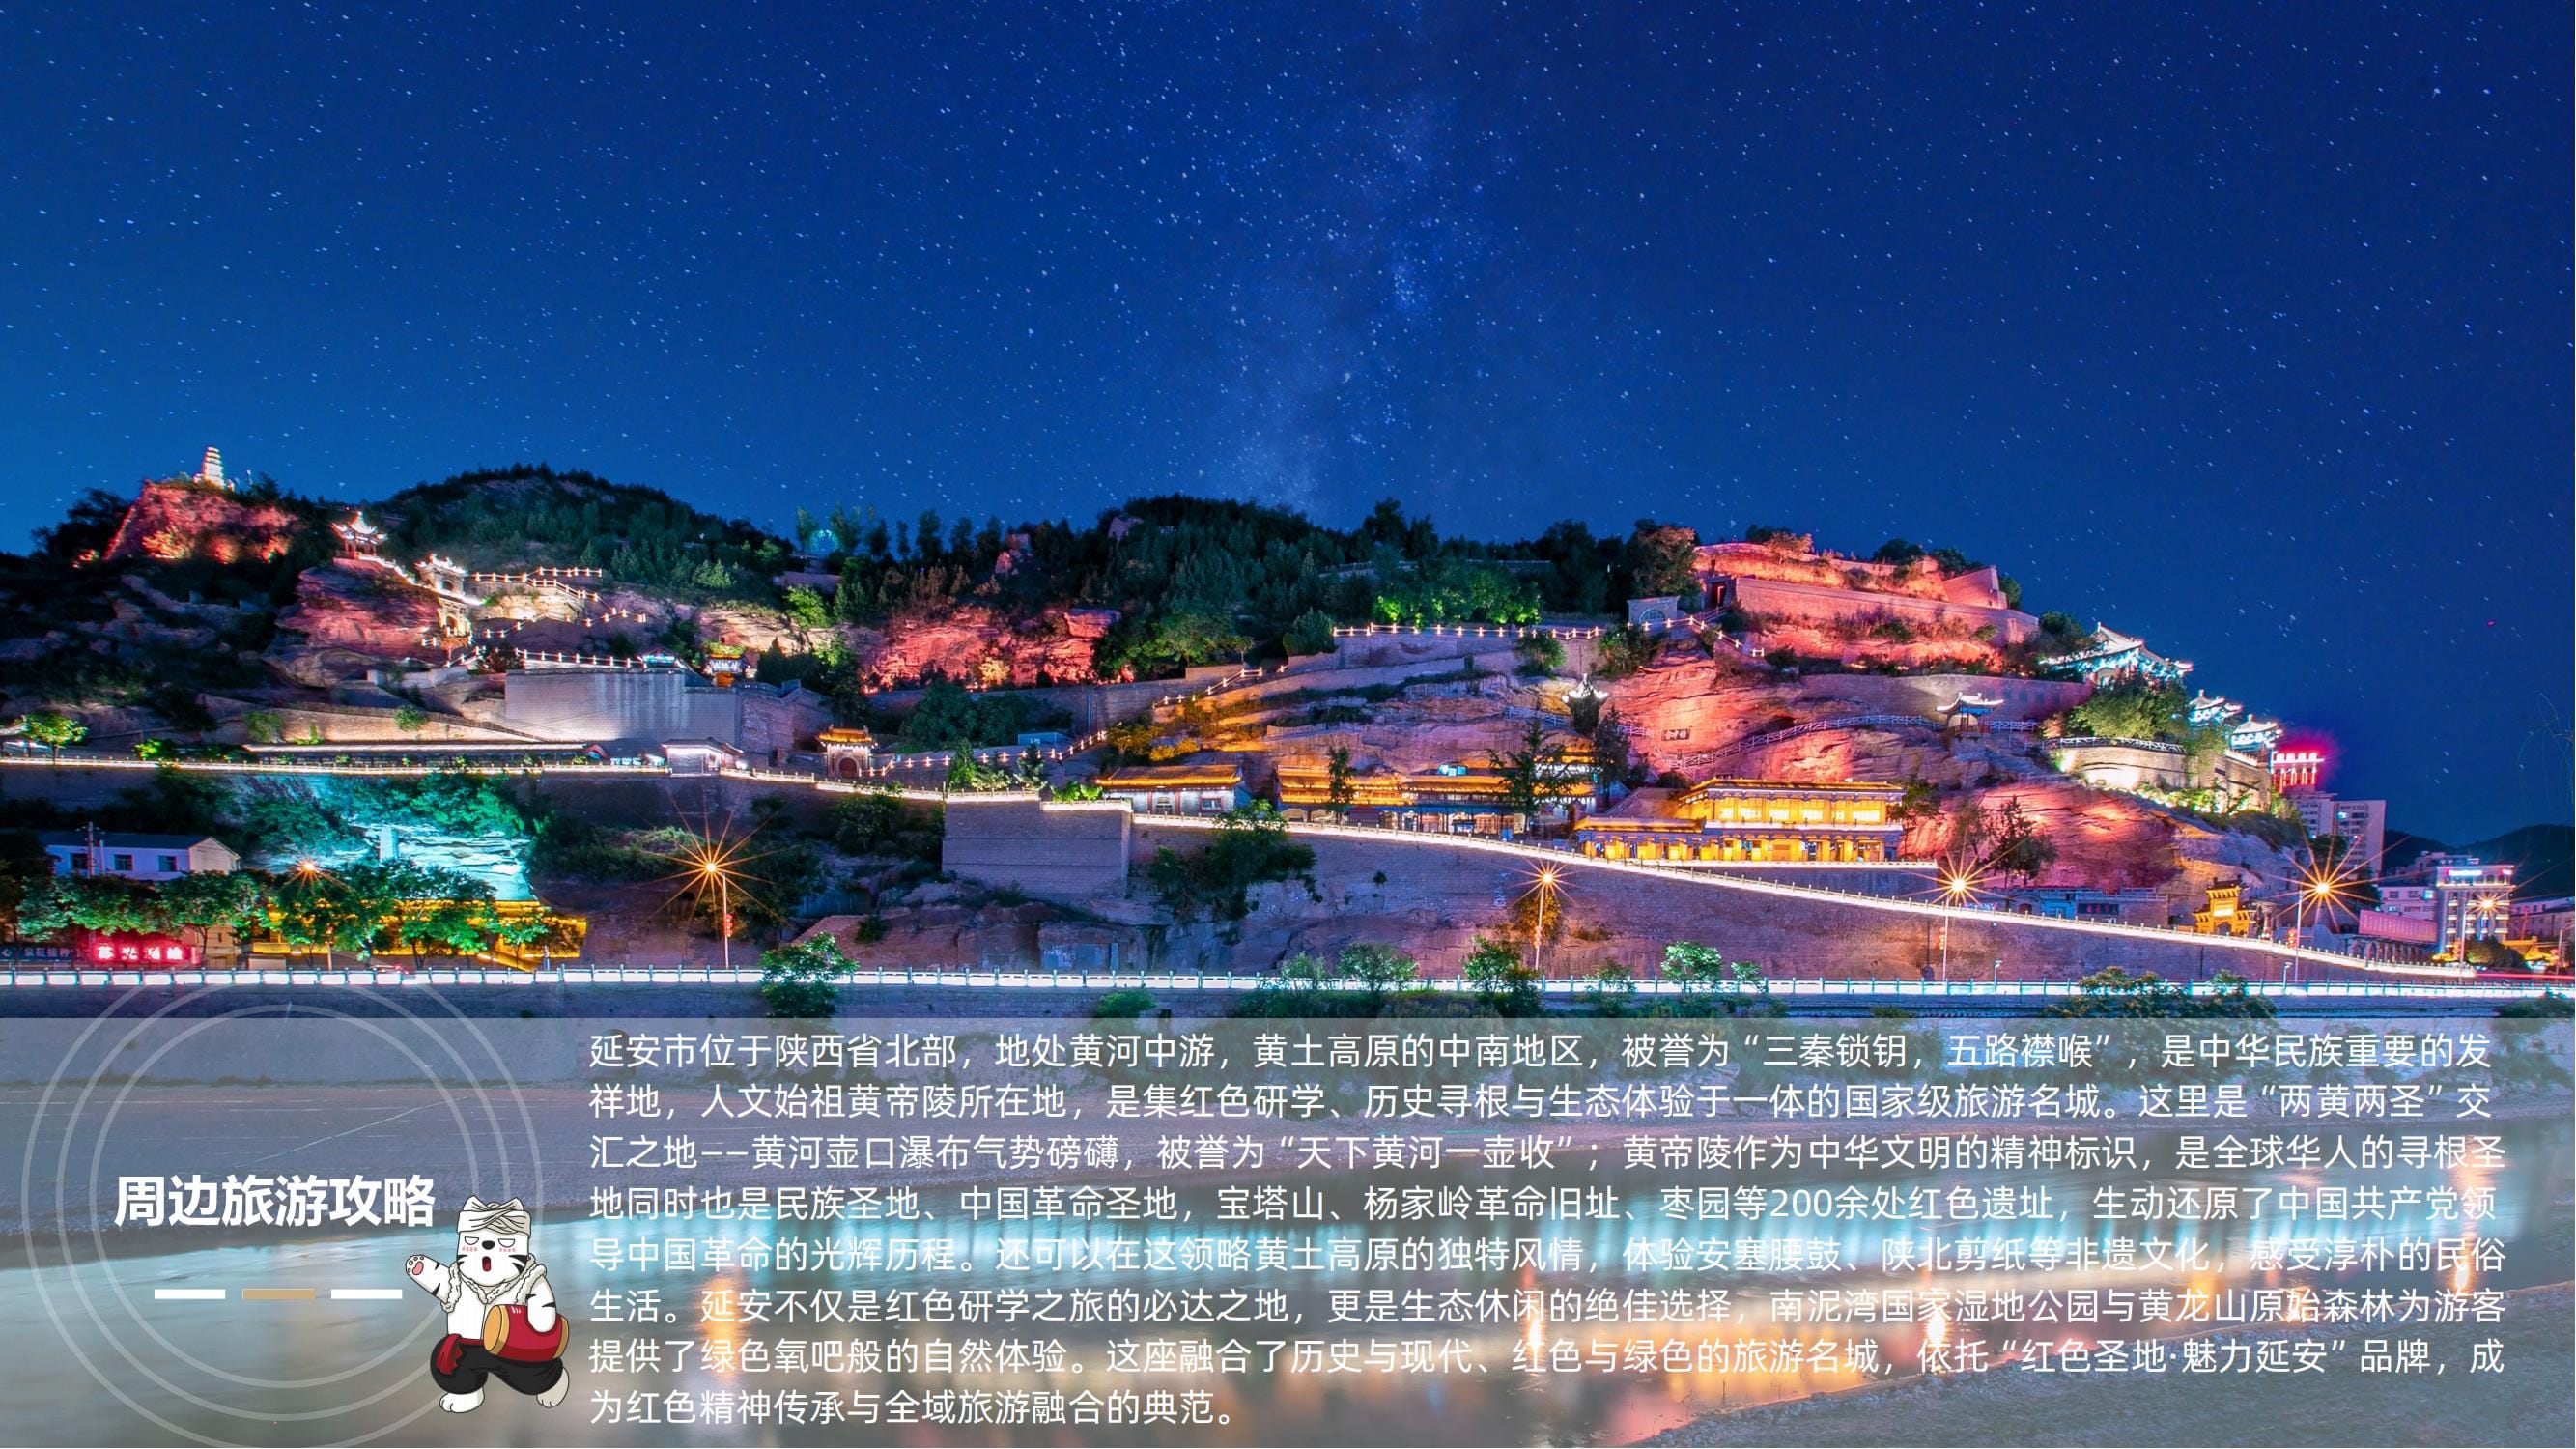 周边旅游攻略
延安市位于陕西省北部，地处黄河中游，黄土高原的中南地区，被誉为“三秦锁钥，五路襟喉”，是中华民族重要的发
祥地，人文始祖黄帝陵所在地，是集红色研学、历史寻根与生态体验于一体的国家级旅游名城。这里是“两黄两圣”交
汇之地——黄河壶口瀑布气势磅礴，被誉为“天下黄河一壶收”；黄帝陵作为中华文明的精神标识，是全球华人的寻根圣
地同时也是民族圣地、中国革命圣地，宝塔山、杨家岭革命旧址、枣园等200余处红色遗址，生动还原了中国共产党领
导中国革命的光辉历程。还可以在这领略黄土高原的独特风情，体验安塞腰鼓、陕北剪纸等非遗文化，感受淳朴的民俗
生活。延安不仅是红色研学之旅的必达之地，更是生态休闲的绝佳选择，南泥湾国家湿地公园与黄龙山原始森林为游客
提供了绿色氧吧般的自然体验。这座融合了历史与现代、红色与绿色的旅游名城，依托“红色圣地·魅力延安”品牌，成
为红色精神传承与全域旅游融合的典范。